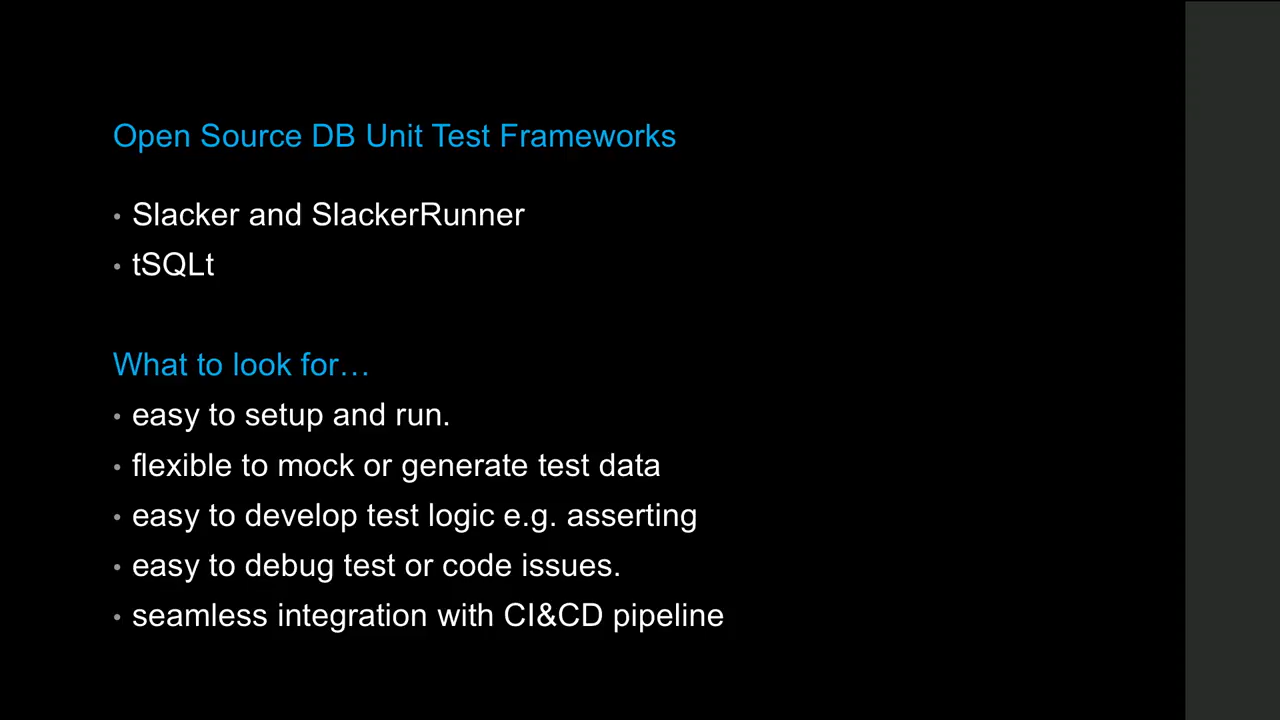 Open Source DB Unit Test Frameworks
• Slacker and SlackerRunner
• tSQLt
What to look for…
• easy to setup and run.
• flexible to mock or generate test data
• easy to develop test logic e.g. asserting
• easy to debug test or code issues.
• seamless integration with CI&CD pipeline